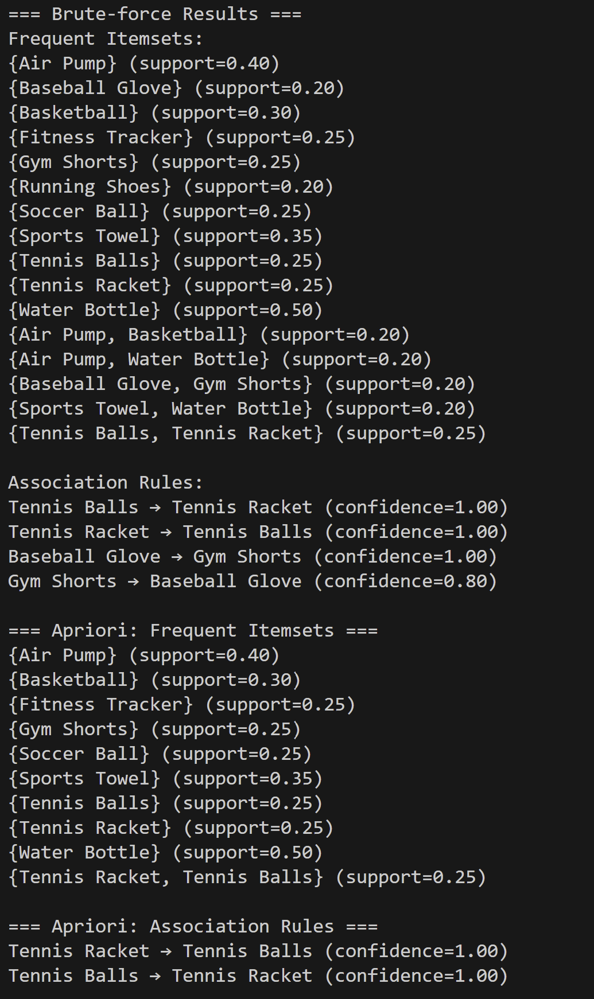 === Brute-force Results ===
Frequent Itemsets:
{Air Pump} (support=0.40)
{Baseball Glove} (support=0.20)
{Basketball} (support=0.30)
{Fitness Tracker} (support=0.25)
{Gym Shorts} (support=0.25)
{Running Shoes} (support=0.20)
{Soccer Ball} (support=0.25)
{Sports Towel} (support=0.35)
{Tennis Balls} (support=0.25)
{Tennis Racket} (support=0.25)
{Water Bottle} (support=0.50)
{Air Pump, Basketball} (support=0.20)
{Air Pump, Water Bottle} (support=0.20)
{Baseball Glove, Gym Shorts} (support=0.20)
{Sports Towel, Water Bottle} (support=0.20)
{Tennis Balls, Tennis Racket} (support=0.25)

Association Rules:
Tennis Balls → Tennis Racket (confidence=1.00)
Tennis Racket → Tennis Balls (confidence=1.00)
Baseball Glove → Gym Shorts (confidence=1.00)
Gym Shorts → Baseball Glove (confidence=0.80)

=== Apriori: Frequent Itemsets ===
{Air Pump} (support=0.40)
{Basketball} (support=0.30)
{Fitness Tracker} (support=0.25)
{Gym Shorts} (support=0.25)
{Soccer Ball} (support=0.25)
{Sports Towel} (support=0.35)
{Tennis Balls} (support=0.25)
{Tennis Racket} (support=0.25)
{Water Bottle} (support=0.50)
{Tennis Racket, Tennis Balls} (support=0.25)

=== Apriori: Association Rules ===
Tennis Racket → Tennis Balls (confidence=1.00)
Tennis Balls → Tennis Racket (confidence=1.00)